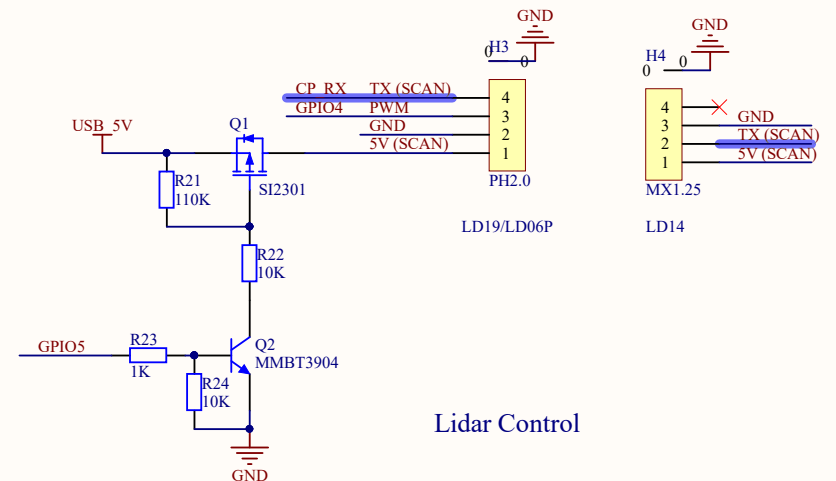 GND
H3
0
0
CP_RX TX (SCAN)
4
GPIO4 PWM
3
GND
2
5V (SCAN)
1
PH2.0
LD19/LD06P
GND
H4
0
0
4
3
GND
2
TX (SCAN)
1
5V (SCAN)
MX1.25
LD14
USB_5V
Q1
SI2301
R21
110K
R22
10K
GPIO5
R23
1K
Q2
MMBT3904
R24
10K
GND
Lidar Control